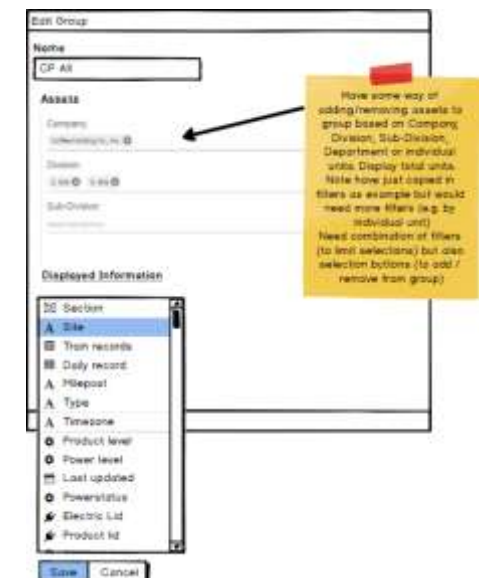 Edit Group
Name
CP All
Assets
Company
Division
Sub-Division
Have some way of
adding/removing assets to
group based on Company,
Division, Sub-Division,
Department or individual
units. Display total units.
Note have just copied in
filters as example but would
need more filters (e.g. by
individual unit)
Need combination of filters
(to limit selections) but also
selection buttons (to add /
remove from group)
Displayed Information
Section
Site
Train records
Daily record
Milepost
Type
Timezone
Product level
Power level
Last updated
Powerstatus
Electric Lid
Product lid
Save
Cancel